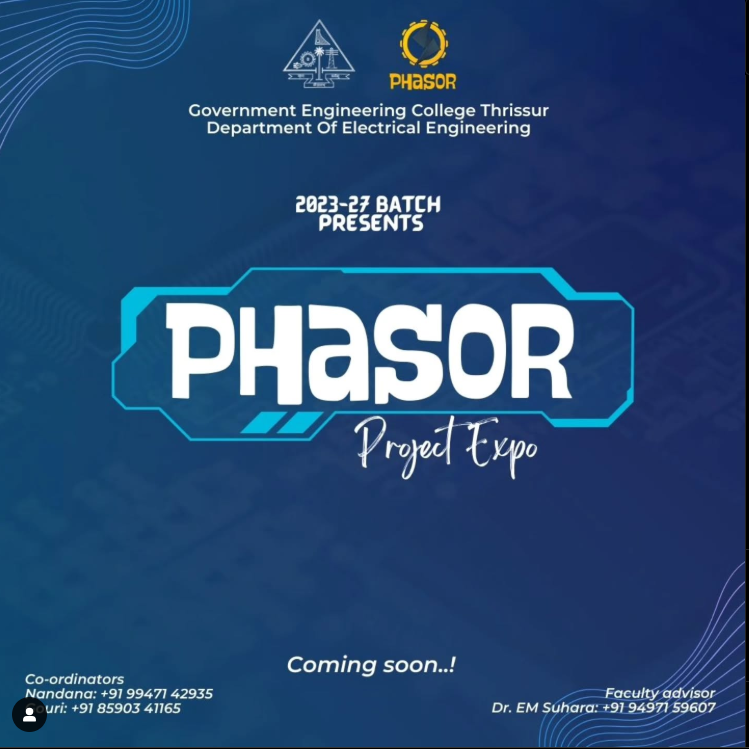 PHASOR
Government Engineering College Thrissur
Department Of Electrical Engineering
2023-27 BATCH
PRESENTS
PHASOR
Project Expo
Coming soon..!
Co-ordinators
Nandana: +91 99471 42935
+91 85903 41165
Faculty advisor
Dr. EM Suhara: +91 94971 59607